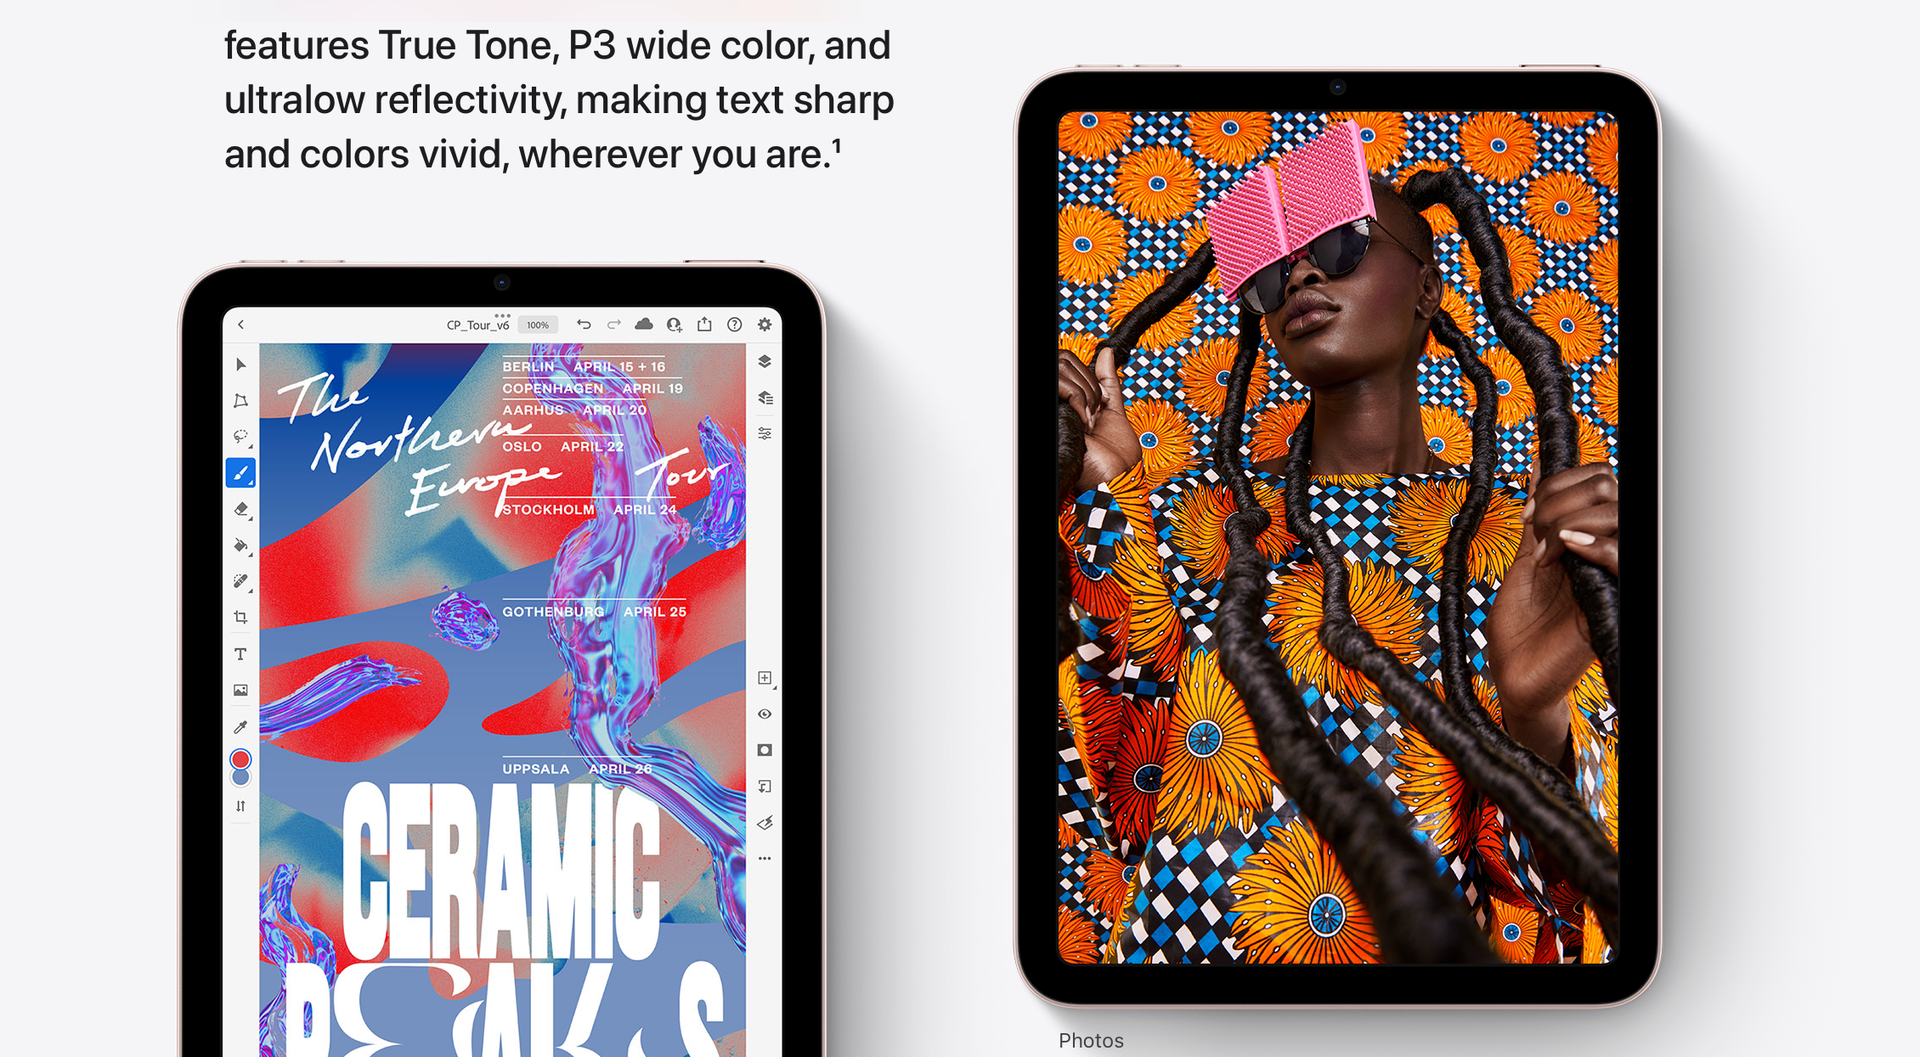 features True Tone, P3 wide color, and
ultralow reflectivity, making text sharp
and colors vivid, wherever you are.¹
CP_Tour_v6 100%
BERLIN APRIL 15 + 16
COPENHAGEN APRIL 19
AARHUS APRIL 20
OSLO APRIL 22
The
Northern
Europe Tour
STOCKHOLM APRIL 24
GOTHENBURG APRIL 25
UPPSALA APRIL 26
CERAMIC
PEAKS
Photos